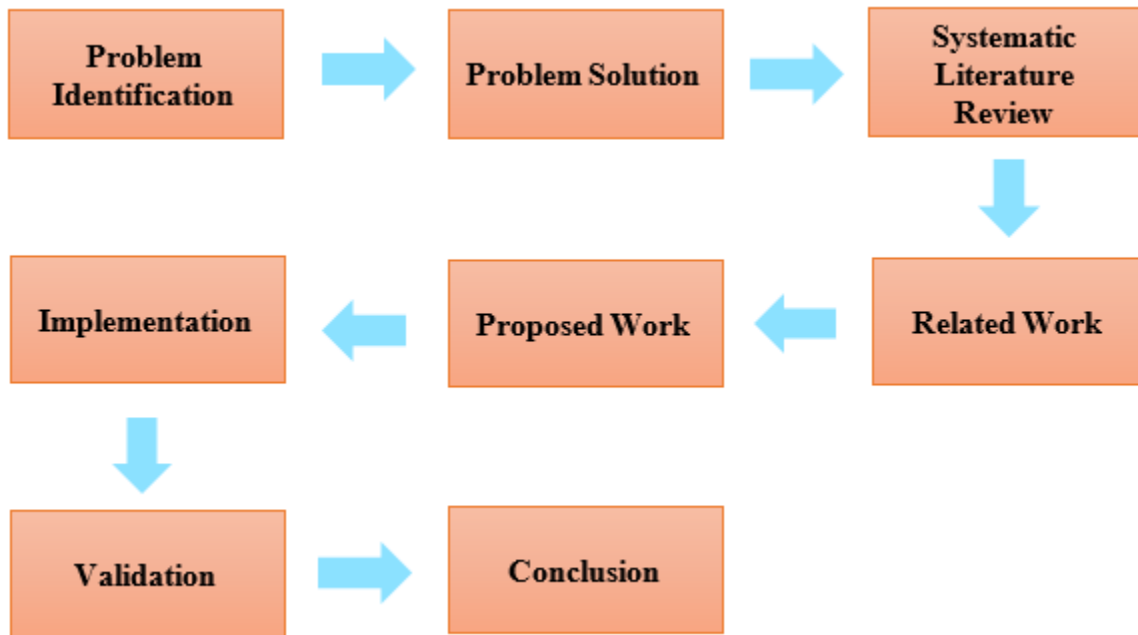 Problem
Identification
Problem Solution
Systematic
Literature
Review
Related Work
Proposed Work
Implementation
Validation
Conclusion